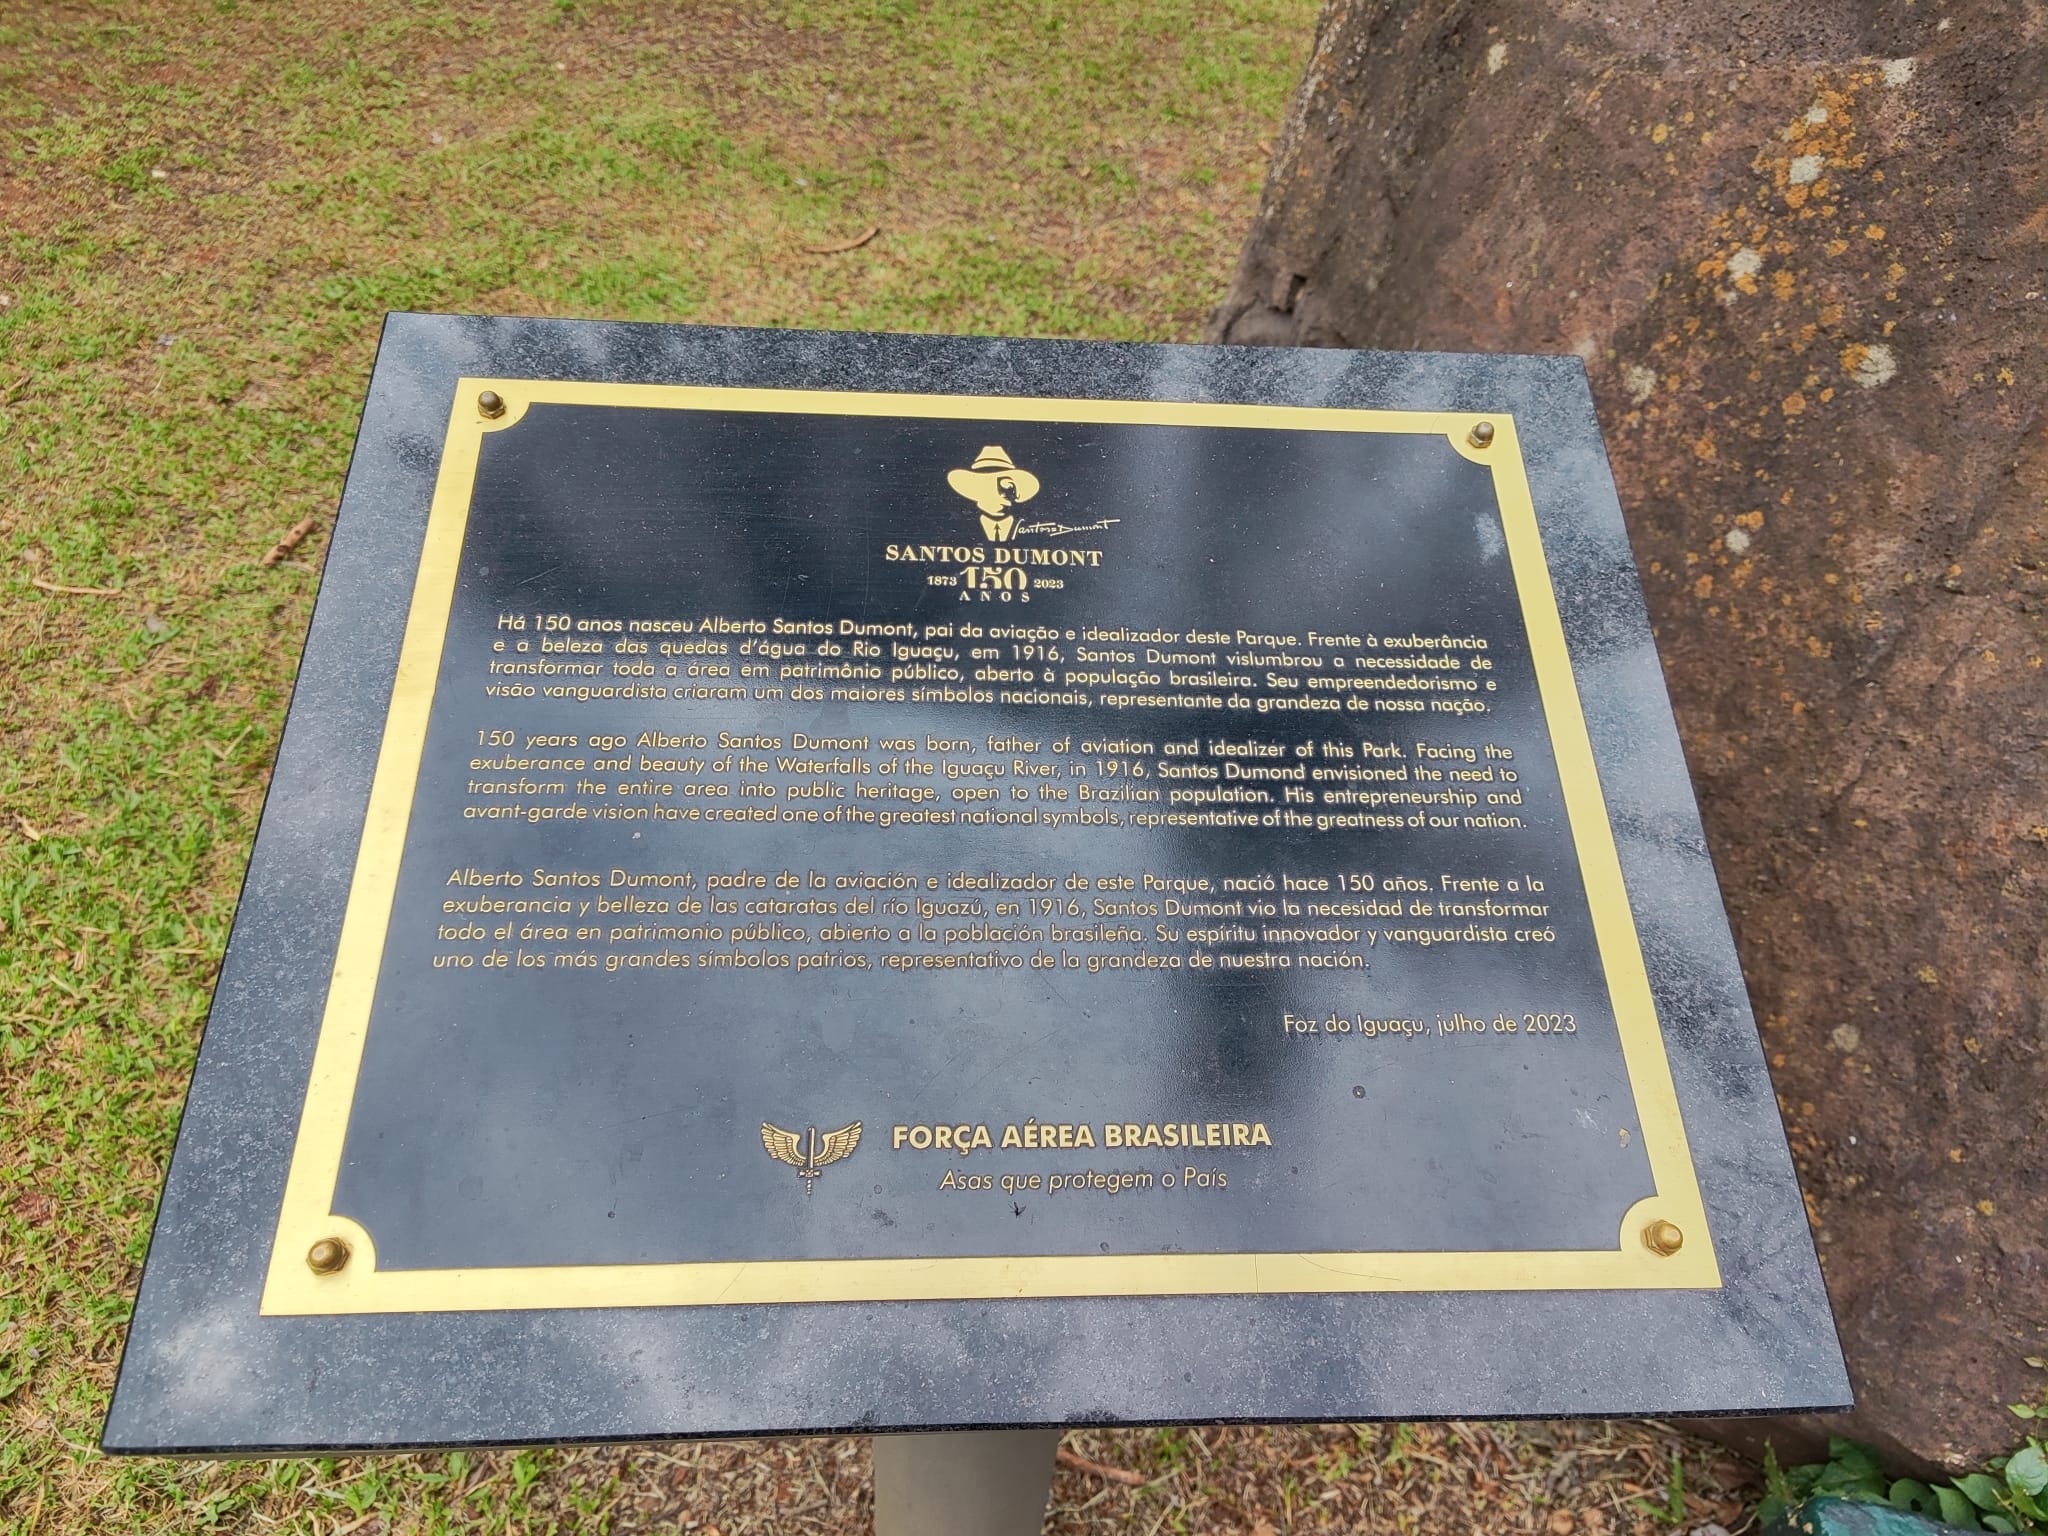 Santos=Dumont
SANTOS DUMONT
1873 150 2023
ANOS
Há 150 anos nasceu Alberto Santos Dumont, pai da aviação e idealizador deste Parque. Frente à exuberância
e a beleza das quedas d'água do Rio Iguaçu, em 1916, Santos Dumont vislumbrou a necessidade de
transformar toda a área em patrimônio público, aberto à população brasileira. Seu empreendedorismo e
visão vanguardista criaram um dos maiores símbolos nacionais, representante da grandeza de nossa nação.
150 years ago Alberto Santos Dumont was born, father of aviation and idealizer of this Park. Facing the
exuberance and beauty of the Waterfalls of the Iguaçu River, in 1916, Santos Dumond envisioned the need to
transform the entire area into public heritage, open to the Brazilian population. His entrepreneurship and
avant-garde vision have created one of the greatest national symbols, representative of the greatness of our nation.
Alberto Santos Dumont, padre de la aviación e idealizador de este Parque, nació hace 150 años. Frente a la
exuberancia y belleza de las cataratas del río Iguazú, en 1916, Santos Dumont vio la necesidad de transformar
todo el área en patrimonio público, abierto a la población brasileña. Su espíritu innovador y vanguardista creó
uno de los más grandes símbolos patrios, representativo de la grandeza de nuestra nación.
Foz do Iguaçu, julho de 2023
FORÇA AÉREA BRASILEIRA
Asas que protegem o País